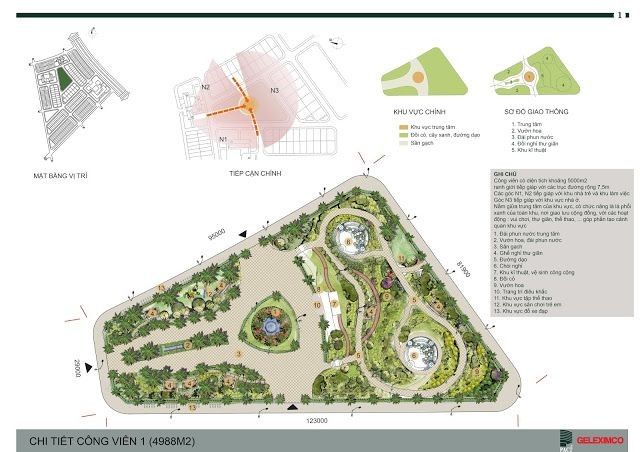 1
N2
N3
N1
MẶT BẰNG VỊ TRÍ
TIẾP CẬN CHÍNH
KHU VỰC CHÍNH
Khu vực trung tâm
Đồi cỏ, cây xanh, đường dạo
Sân gạch
SƠ ĐỒ GIAO THÔNG
1. Trung tâm
2. Vườn hoa
3. Đài phun nước
4. Đồi nghỉ thư giãn
5. Khu kĩ thuật
GHI CHÚ
Công viên có diện tích khoảng 5000m2
ranh giới tiếp giáp với các trục đường rộng 7,5m
Các góc N1, N2 tiếp giáp với khu nhà trẻ và khu làm việc
Góc N3 tiếp giáp với khu nhà ở.
Nằm giữa trung tâm của khu vực, có chức năng là lá phổi
xanh của toàn khu, nơi giao lưu cộng đồng, với các hoạt
động : vui chơi, thư giãn, thể thao, ... góp phần tạo cảnh
quan khu vực
1. Đài phun nước trung tâm
2. Vườn hoa, đài phun nước
3. Sân gạch
4. Ghế nghỉ thư giãn
5. Đường dạo
6. Chòi nghỉ
7. Khu kĩ thuật, vệ sinh công cộng
8. Đồi cỏ
9. Vườn hoa
10. Trang trí điêu khắc
11. Khu vực tập thể thao
12. Khu vực sân chơi trẻ em
13. Khu vực đỗ xe đạp
95000
81900
29000
123000
CHI TIẾT CÔNG VIÊN 1 (4988M2)
PACT
GELEXIMCO